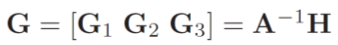 𝐆 = [𝐆₁ 𝐆₂ 𝐆₃] = 𝐀⁻¹𝐇